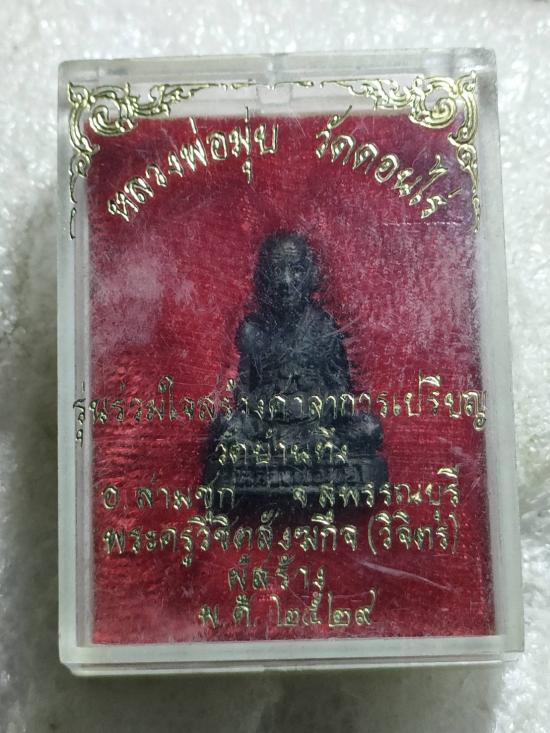 หลวงพ่อมุ่ย วัดดอนไร่
รุ่นร่วมใจสร้างศาลาการเปรียญ
วัดบ้านทึง
อ.สามชุก จ.สุพรรณบุรี
พระครูวิชิตสังฆกิจ (วิจิตร)
ผู้สร้าง
ม.ค. ๒๕๒๙